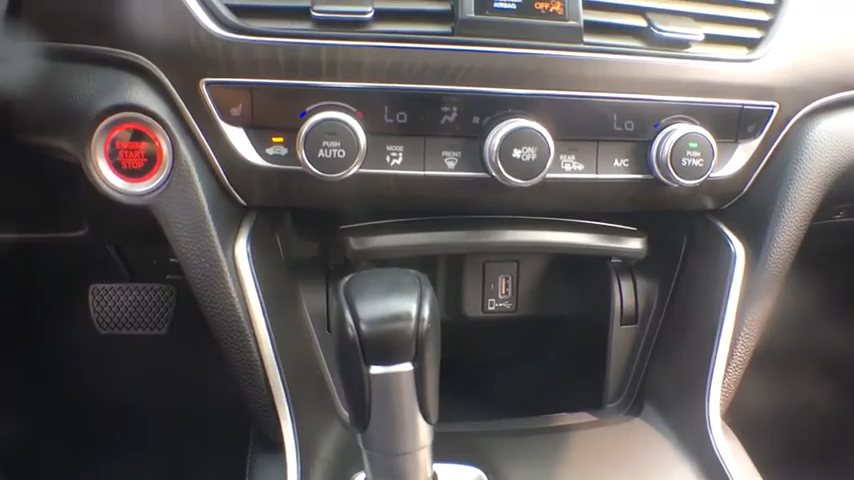 AIRBAG
OFF
Lo
Lo
ENGINE
START
STOP
PUSH
AUTO
MODE
FRONT
ON/
OFF
REAR
A/C
PUSH
SYNC